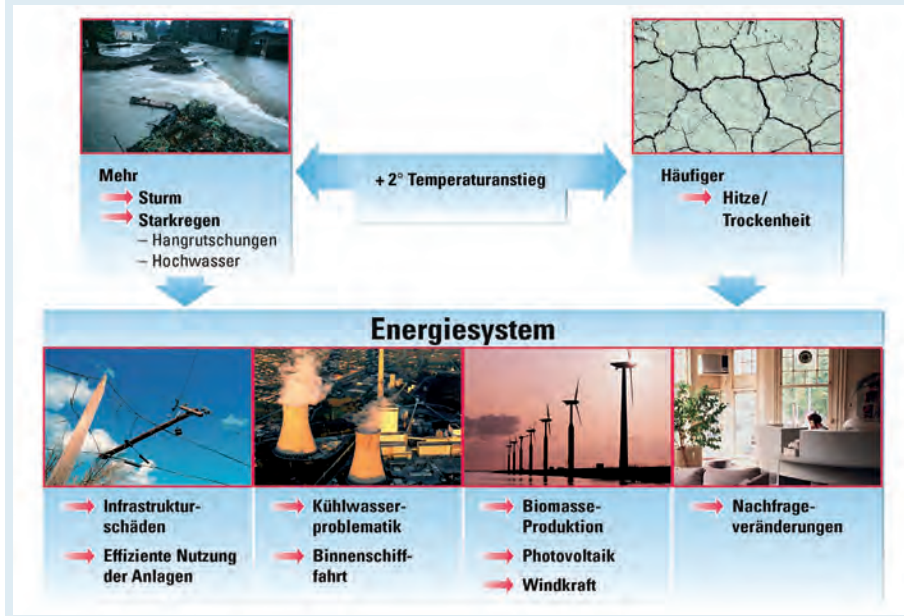 Mehr
Sturm
Starkregen
– Hangrutschungen
– Hochwasser
+ 2° Temperaturanstieg
Häufiger
Hitze/
Trockenheit
Energiesystem
Infrastruktur-
schäden
Effiziente Nutzung
der Anlagen
Kühlwasser-
problematik
Binnenschiff-
fahrt
Biomasse-
Produktion
Photovoltaik
Windkraft
Nachfrage-
veränderungen